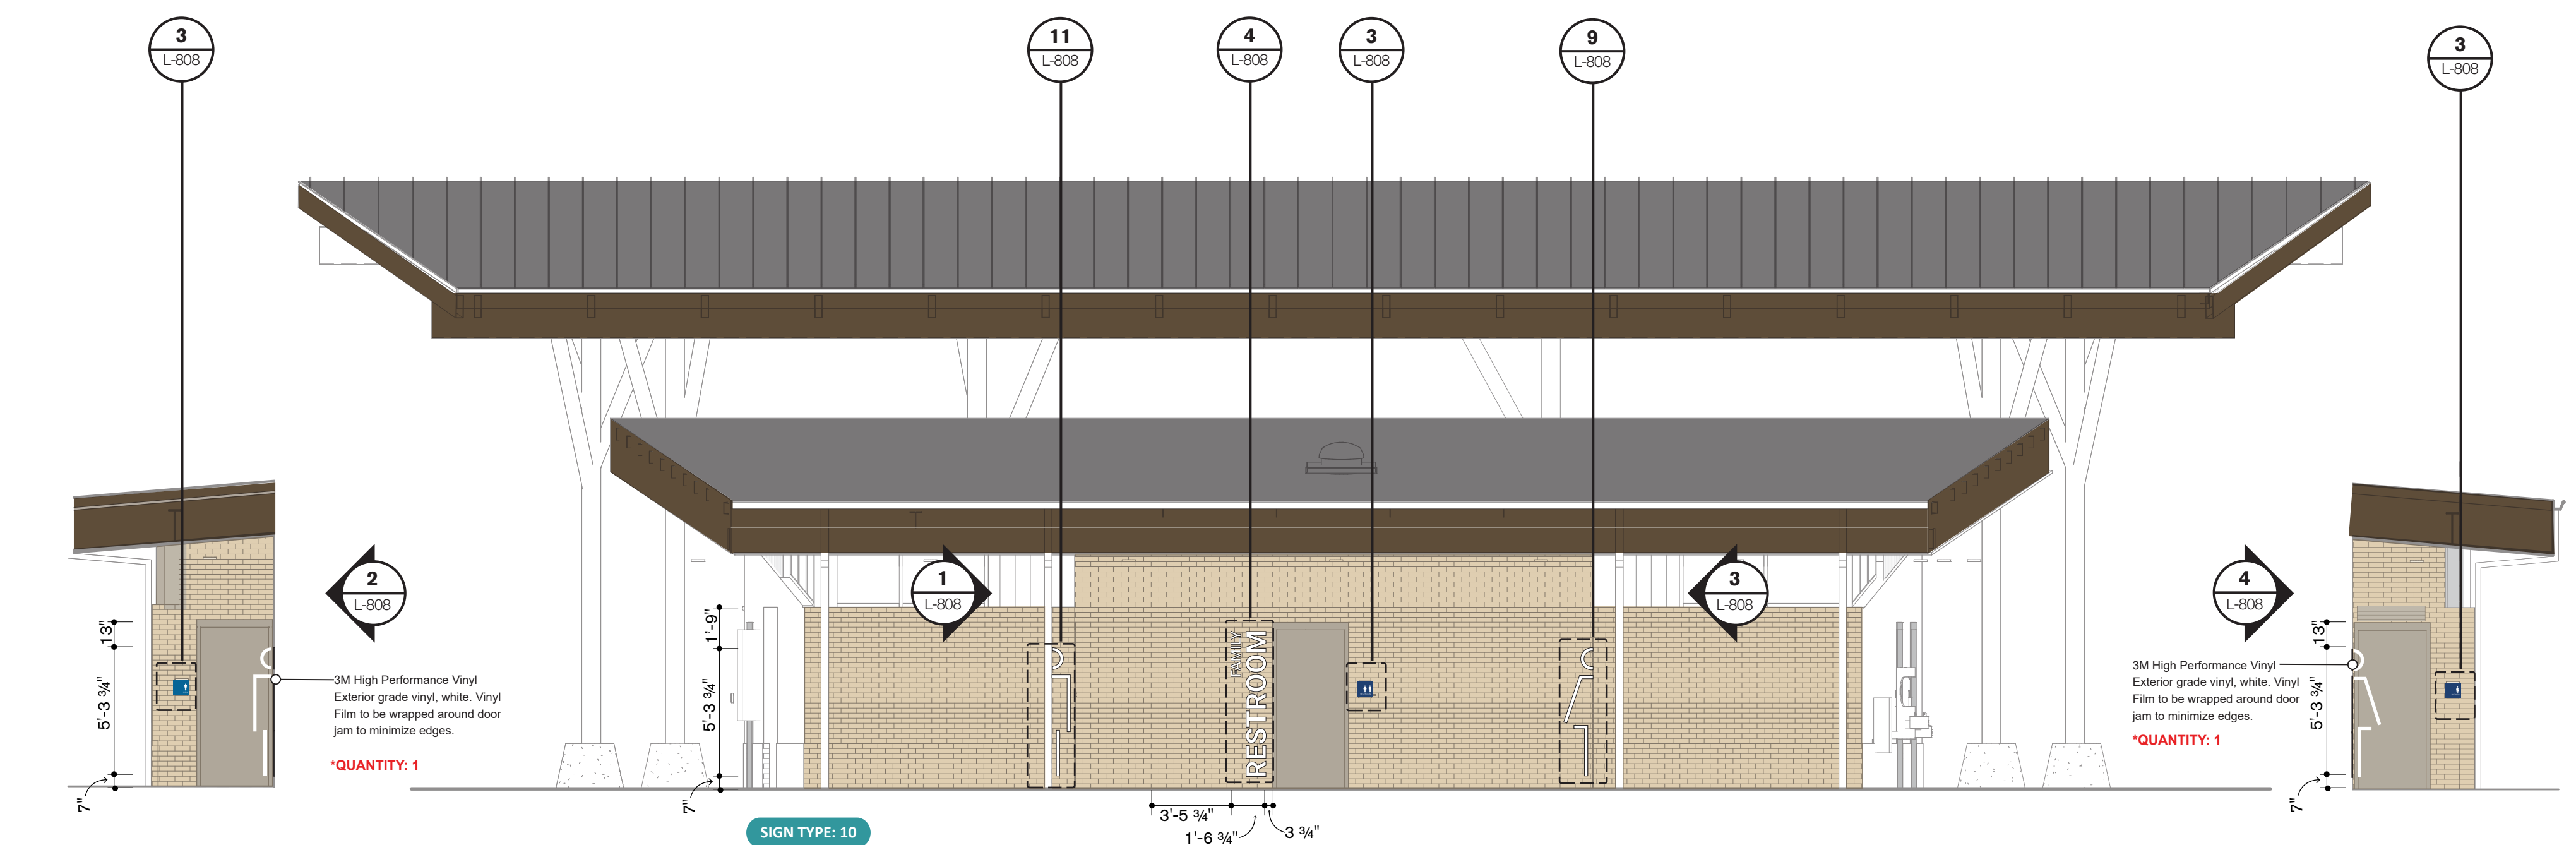 3
L-808
11
L-808
4
L-808
3
L-808
9
L-808
3
L-808
2
L-808
1
L-808
3
L-808
4
L-808
13"
5'-3 ¾"
7"
3M High Performance Vinyl
Exterior grade vinyl, white. Vinyl
Film to be wrapped around door
jam to minimize edges.
*QUANTITY: 1
1'-9"
5'-3 ¾"
7"
FAMILY
RESTROOM
3'-5 ¾"
1'-6 ¾"
3 ¾"
SIGN TYPE: 10
3M High Performance Vinyl
Exterior grade vinyl, white. Vinyl
Film to be wrapped around door
jam to minimize edges.
*QUANTITY: 1
13"
5'-3 ¾"
7"